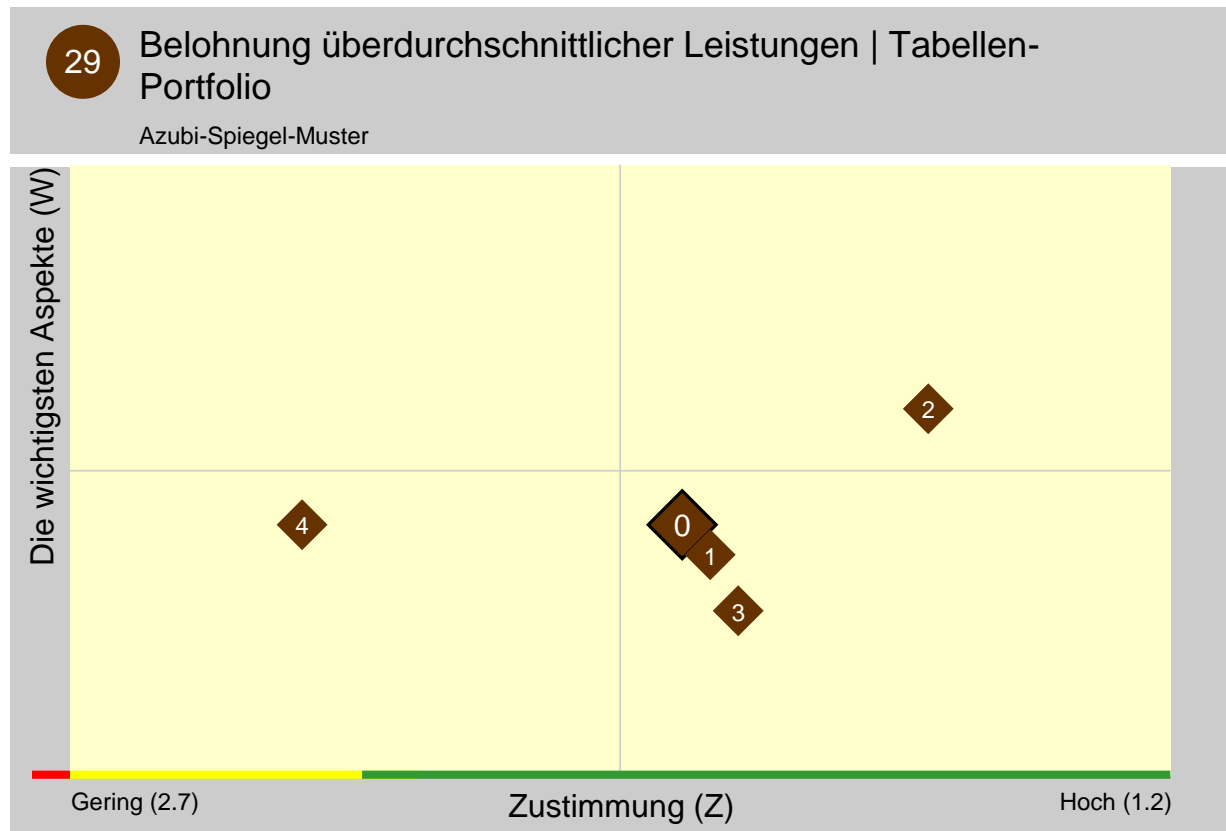 29
Belohnung überdurchschnittlicher Leistungen | Tabellen-
Portfolio
Azubi-Spiegel-Muster
Die wichtigsten Aspekte (W)
2
4
0
1
3
Gering (2.7)
Zustimmung (Z)
Hoch (1.2)